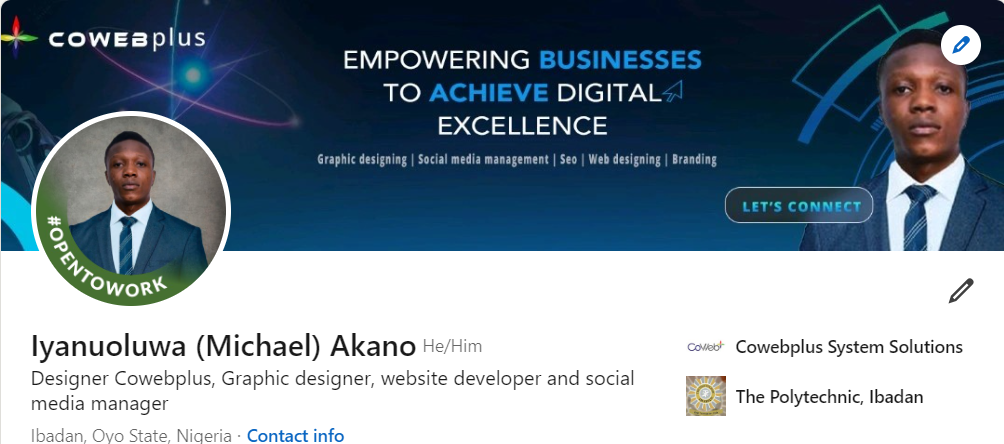 COWEBplus
EMPOWERING BUSINESSES
TO ACHIEVE DIGITAL
EXCELLENCE
Graphic designing | Social media management | Seo | Web designing | Branding
LET'S CONNECT
#OPENTOWORK
Iyanuoluwa (Michael) Akano He/Him
Designer Cowebplus, Graphic designer, website developer and social
media manager
Ibadan, Oyo State, Nigeria · Contact info
CoWeb+
Cowebplus System Solutions
The Polytechnic, Ibadan